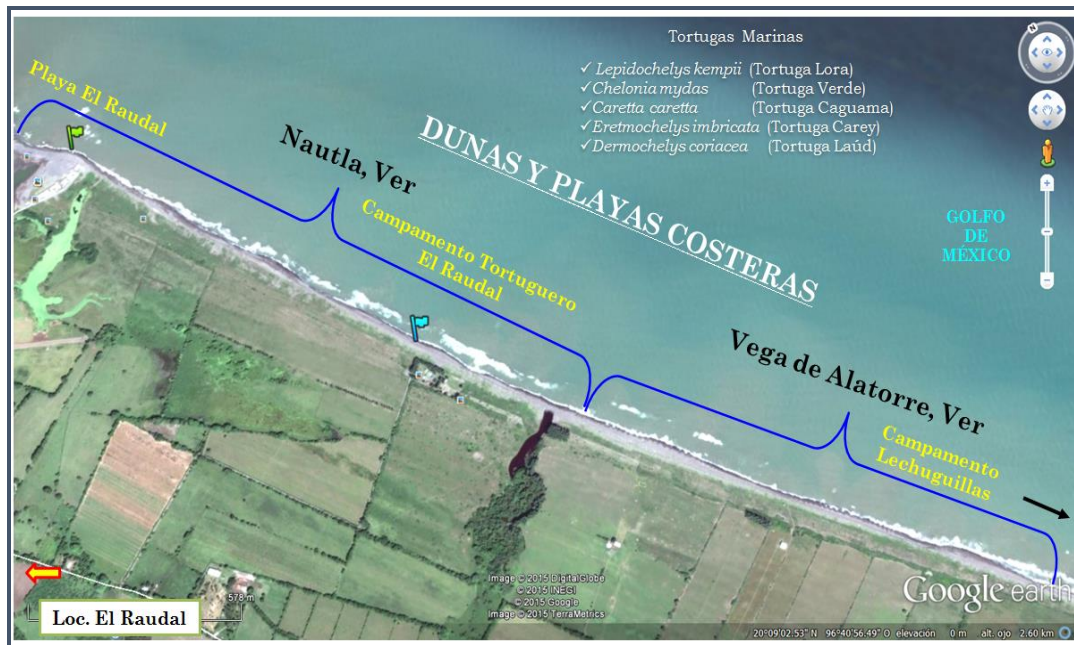 Tortugas Marinas
✓ Lepidochelys kempii (Tortuga Lora)
✓ Chelonia mydas (Tortuga Verde)
✓ Caretta caretta (Tortuga Caguama)
✓ Eretmochelys imbricata (Tortuga Carey)
✓ Dermochelys coriacea (Tortuga Laúd)
Playa El Raudal
Nautla, Ver
DUNAS Y PLAYAS COSTERAS
Campamento Tortuguero
El Raudal
GOLFO
DE
MÉXICO
Vega de Alatorre, Ver
Campamento
Lechuguillas
578 m
Loc. El Raudal
Image © 2015 DigitalGlobe
© 2015 INEGI
© 2015 Google
Image © 2015 TerraMetrics
Google earth
20°09'02.53" N 96°40'56.49" O elevación 0 m alt. ojo 2.60 km